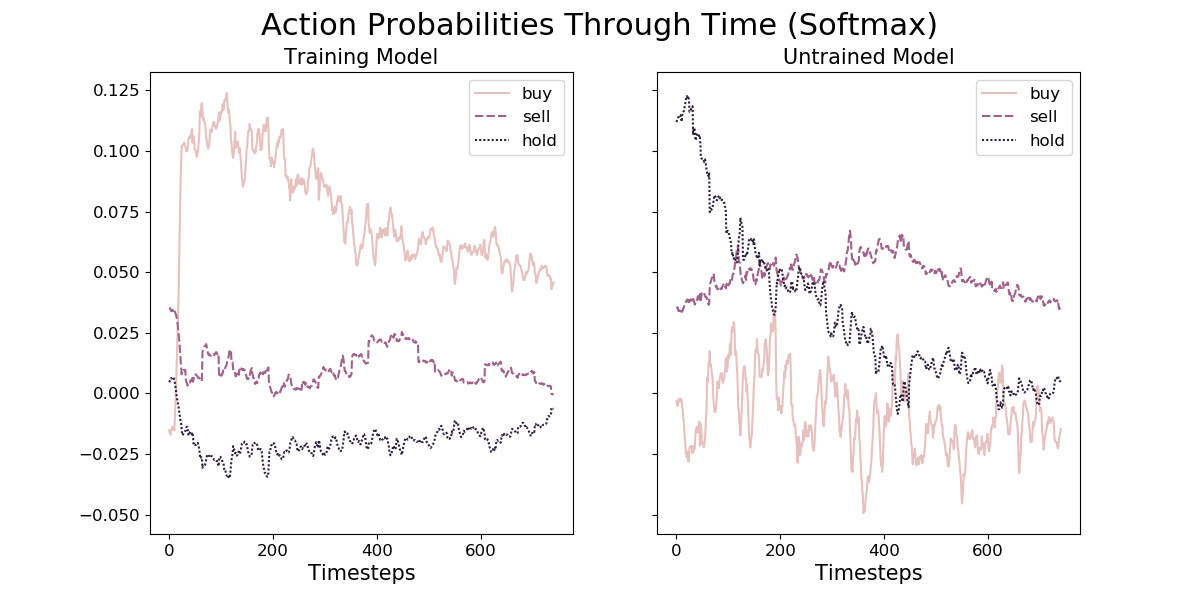 Action Probabilities Through Time (Softmax)
Training Model
Untrained Model
0.125
0.100
0.075
0.050
0.025
0.000
−0.025
−0.050
buy
sell
hold
buy
sell
hold
0 200 400 600
0 200 400 600
Timesteps
Timesteps